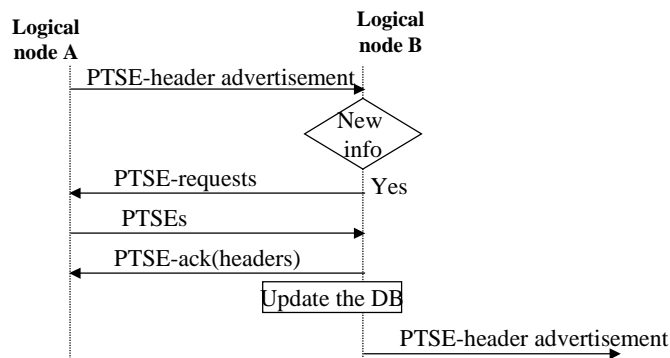 Logical
node A
Logical
node B
PTSE-header advertisement
New
info
PTSE-requests
Yes
PTSEs
PTSE-ack(headers)
Update the DB
PTSE-header advertisement